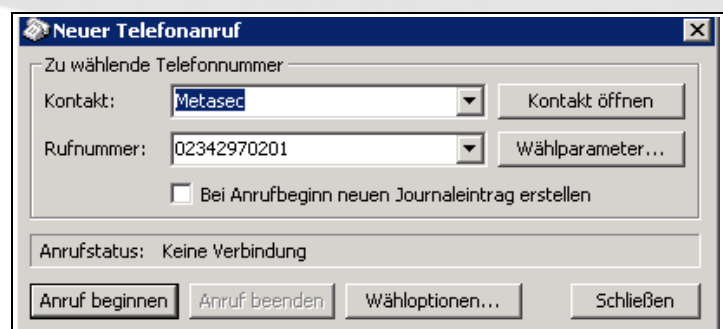 Neuer Telefonanruf
Zu wählende Telefonnummer
Kontakt: Metasec Kontakt öffnen
Rufnummer: 02342970201 Wählparameter...
Bei Anrufbeginn neuen Journaleintrag erstellen
Anrufstatus: Keine Verbindung
Anruf beginnen Anruf beenden Wähloptionen... Schließen